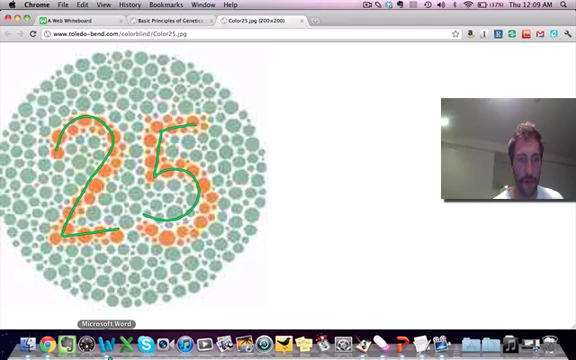 Chrome File Edit View History Bookmarks Window Help (37%) Thu 12:09 AM
A Web Whiteboard Basic Principles of Genetics: Color25.jpg (200×200)
www.toledo-bend.com/colorblind/Color25.jpg
25
Microsoft Word